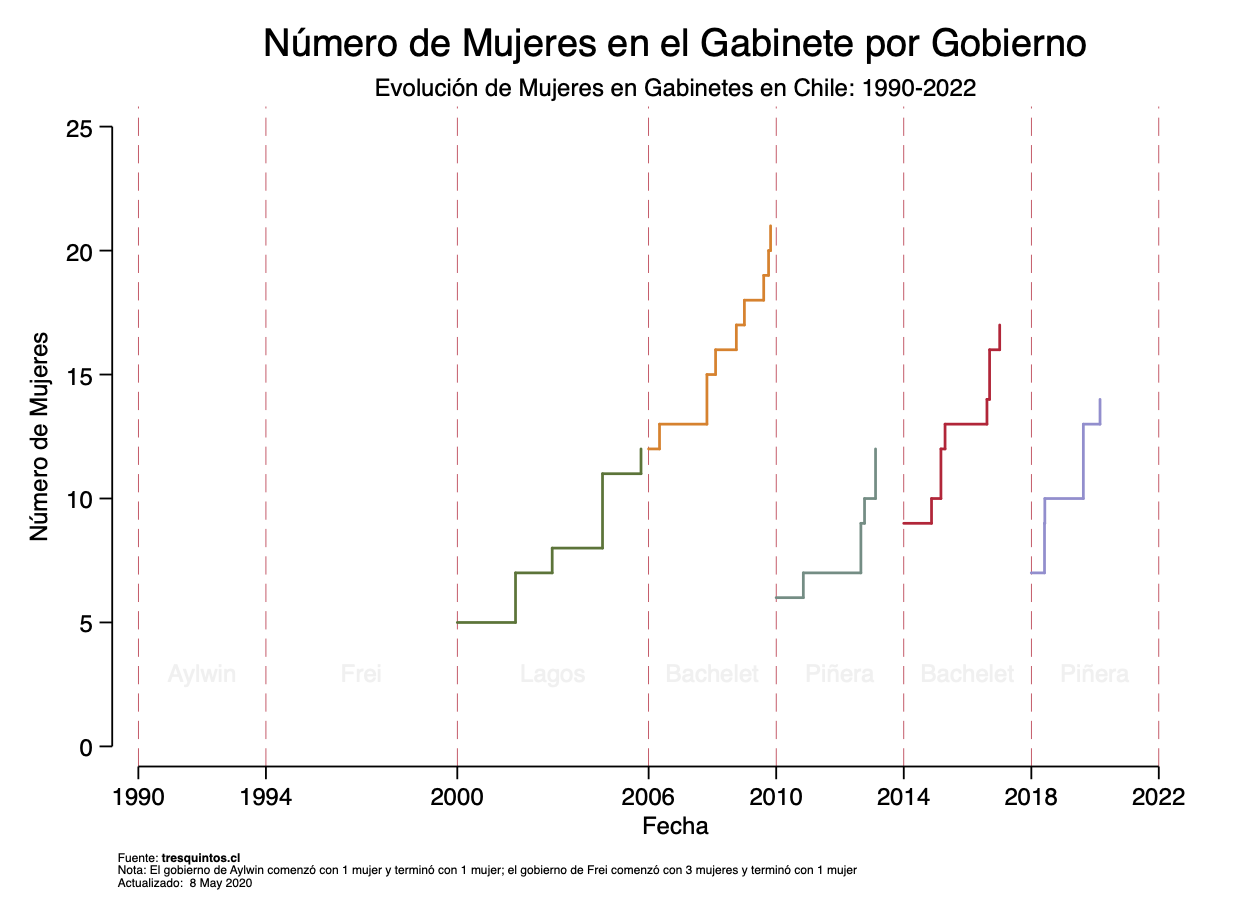 Número de Mujeres en el Gabinete por Gobierno
Evolución de Mujeres en Gabinetes en Chile: 1990-2022
25
20
15
10
5
0
Número de Mujeres
Aylwin Frei Lagos Bachelet Piñera Bachelet Piñera
1990 1994 2000 2006 2010 2014 2018 2022
Fecha
Fuente: tresquintos.cl
Nota: El gobierno de Aylwin comenzó con 1 mujer y terminó con 1 mujer; el gobierno de Frei comenzó con 3 mujeres y terminó con 1 mujer
Actualizado:  8 May 2020